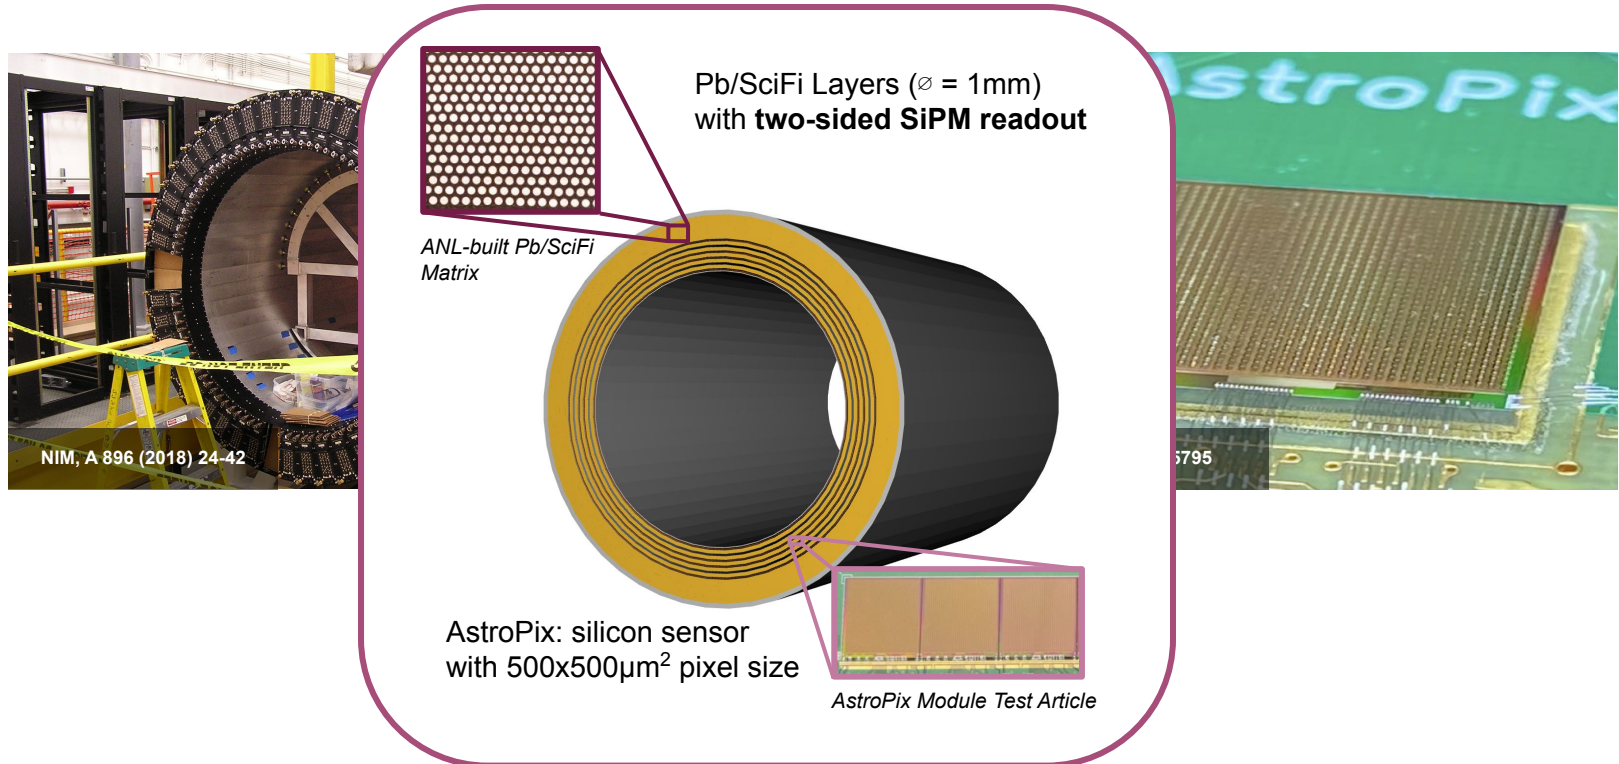 Pb/SciFi Layers (⌀ = 1mm)
with two-sided SiPM readout
AstroPix
ANL-built Pb/SciFi
Matrix
NIM, A 896 (2018) 24-42
5795
AstroPix: silicon sensor
with 500x500µm² pixel size
AstroPix Module Test Article